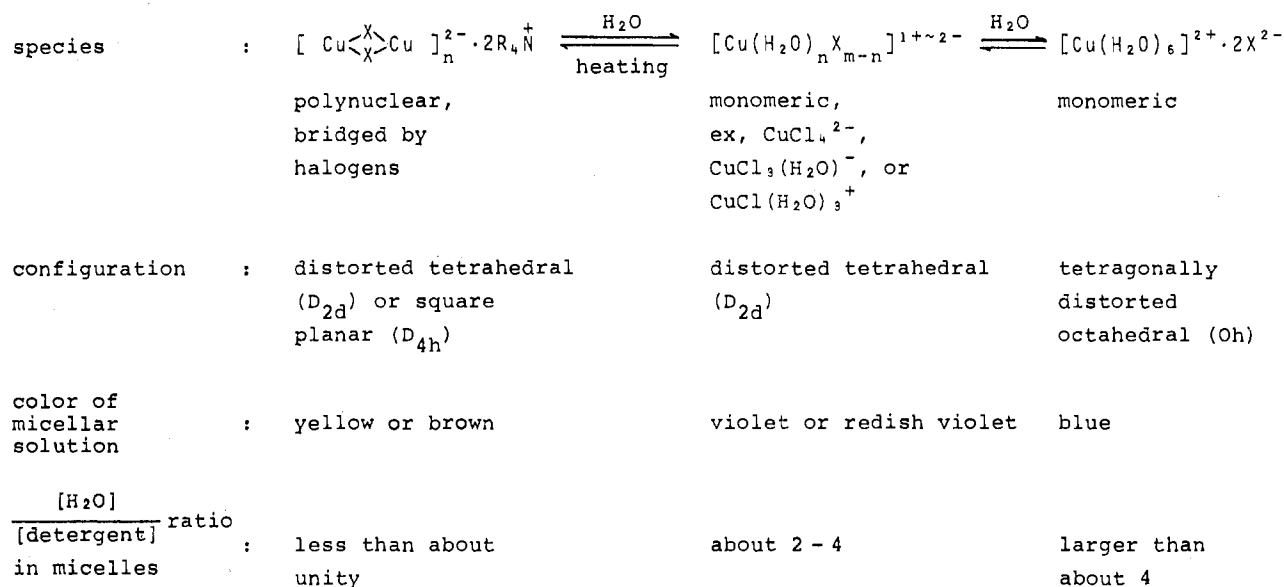 species : [ Cu<X X>Cu ]n2- · 2R4N+ ⇌ H2O heating [Cu(H2O)nXm-n]1+~2- ⇌ H2O [Cu(H2O)6]2+ · 2X2-
polynuclear, monomeric, monomeric
bridged by ex, CuCl4 2-,
halogens CuCl3(H2O)-, or
CuCl(H2O)3+
configuration : distorted tetrahedral distorted tetrahedral tetragonally
(D2d) or square (D2d) distorted
planar (D4h) octahedral (Oh)
color of
micellar : yellow or brown violet or redish violet blue
solution
[H2O]
[detergent] ratio
in micelles : less than about about 2 - 4 larger than
unity about 4